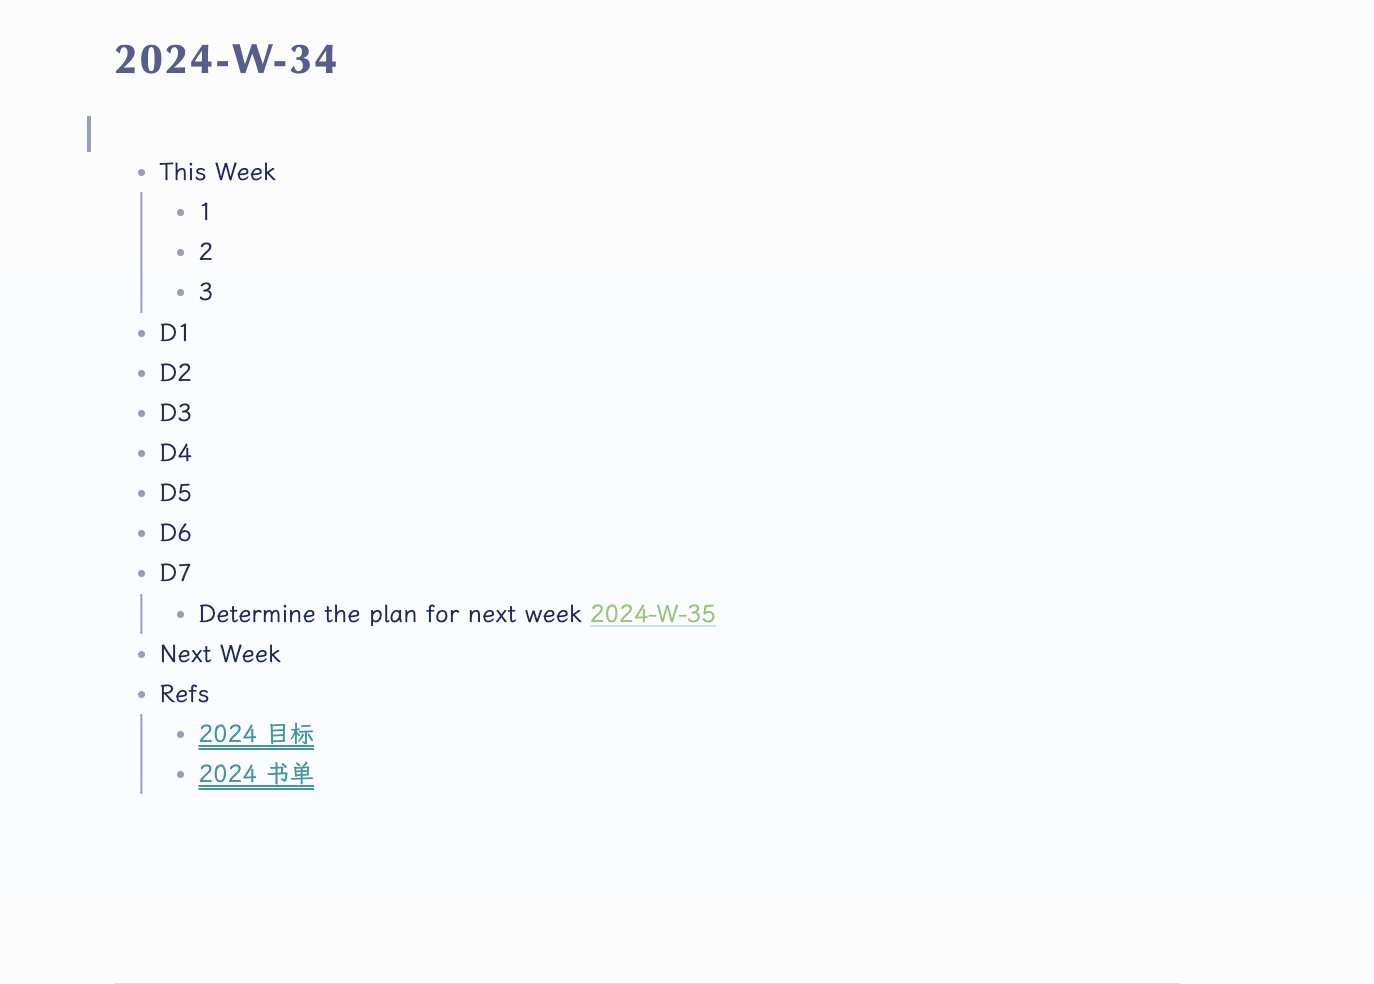 2024-W-34
This Week
1
2
3
D1
D2
D3
D4
D5
D6
D7
Determine the plan for next week 2024-W-35
Next Week
Refs
2024 目标
2024 书单